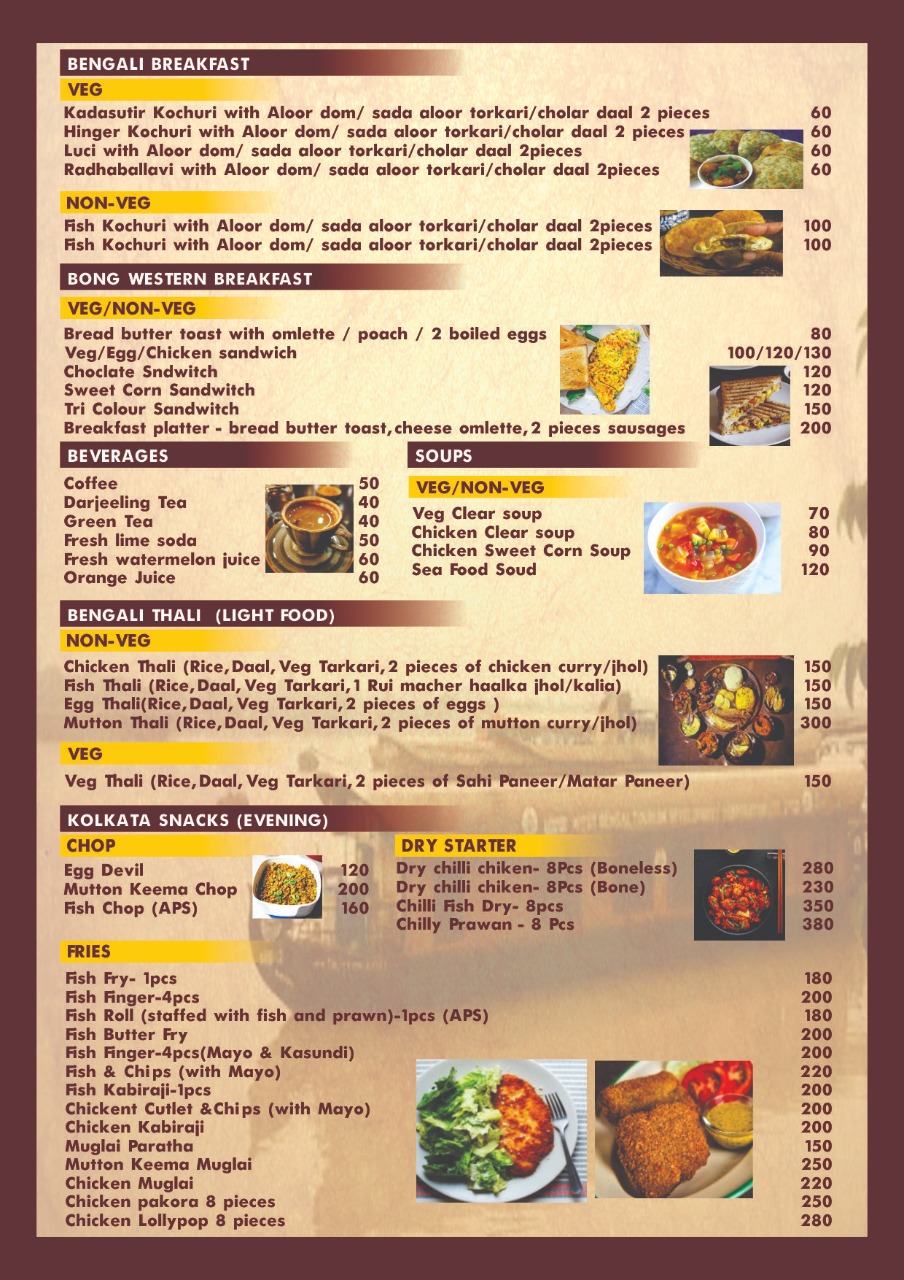 BENGALI BREAKFAST
VEG
Kadasutir Kochuri with Aloor dom/ sada aloor torkari/cholar daal 2 pieces 60
Hinger Kochuri with Aloor dom/ sada aloor torkari/cholar daal 2 pieces 60
Luci with Aloor dom/ sada aloor torkari/cholar daal 2pieces 60
Radhaballavi with Aloor dom/ sada aloor torkari/cholar daal 2pieces 60
NON-VEG
Fish Kochuri with Aloor dom/ sada aloor torkari/cholar daal 2pieces 100
Fish Kochuri with Aloor dom/ sada aloor torkari/cholar daal 2pieces 100
BONG WESTERN BREAKFAST
VEG/NON-VEG
Bread butter toast with omlette / poach / 2 boiled eggs 80
Veg/Egg/Chicken sandwich 100/120/130
Choclate Sndwitch 120
Sweet Corn Sandwitch 120
Tri Colour Sandwitch 150
Breakfast platter - bread butter toast,cheese omlette,2 pieces sausages 200
BEVERAGES
Coffee 50
Darjeeling Tea 40
Green Tea 40
Fresh lime soda 50
Fresh watermelon juice 60
Orange Juice 60
SOUPS
VEG/NON-VEG
Veg Clear soup 70
Chicken Clear soup 80
Chicken Sweet Corn Soup 90
Sea Food Soud 120
BENGALI THALI (LIGHT FOOD)
NON-VEG
Chicken Thali (Rice,Daal,Veg Tarkari,2 pieces of chicken curry/jhol) 150
Fish Thali (Rice,Daal,Veg Tarkari,1 Rui macher haalka jhol/kalia) 150
Egg Thali(Rice,Daal,Veg Tarkari,2 pieces of eggs ) 150
Mutton Thali (Rice,Daal,Veg Tarkari,2 pieces of mutton curry/jhol) 300
VEG
Veg Thali (Rice,Daal,Veg Tarkari,2 pieces of Sahi Paneer/Matar Paneer) 150
KOLKATA SNACKS (EVENING)
CHOP
Egg Devil 120
Mutton Keema Chop 200
Fish Chop (APS) 160
DRY STARTER
Dry chilli chiken- 8Pcs (Boneless) 280
Dry chilli chiken- 8Pcs (Bone) 230
Chilli Fish Dry- 8pcs 350
Chilly Prawan - 8 Pcs 380
FRIES
Fish Fry- 1pcs 180
Fish Finger-4pcs 200
Fish Roll (staffed with fish and prawn)-1pcs (APS) 180
Fish Butter Fry 200
Fish Finger-4pcs(Mayo & Kasundi) 200
Fish & Chips (with Mayo) 220
Fish Kabiraji-1pcs 200
Chickent Cutlet &Chips (with Mayo) 200
Chicken Kabiraji 200
Muglai Paratha 150
Mutton Keema Muglai 250
Chicken Muglai 220
Chicken pakora 8 pieces 250
Chicken Lollypop 8 pieces 280